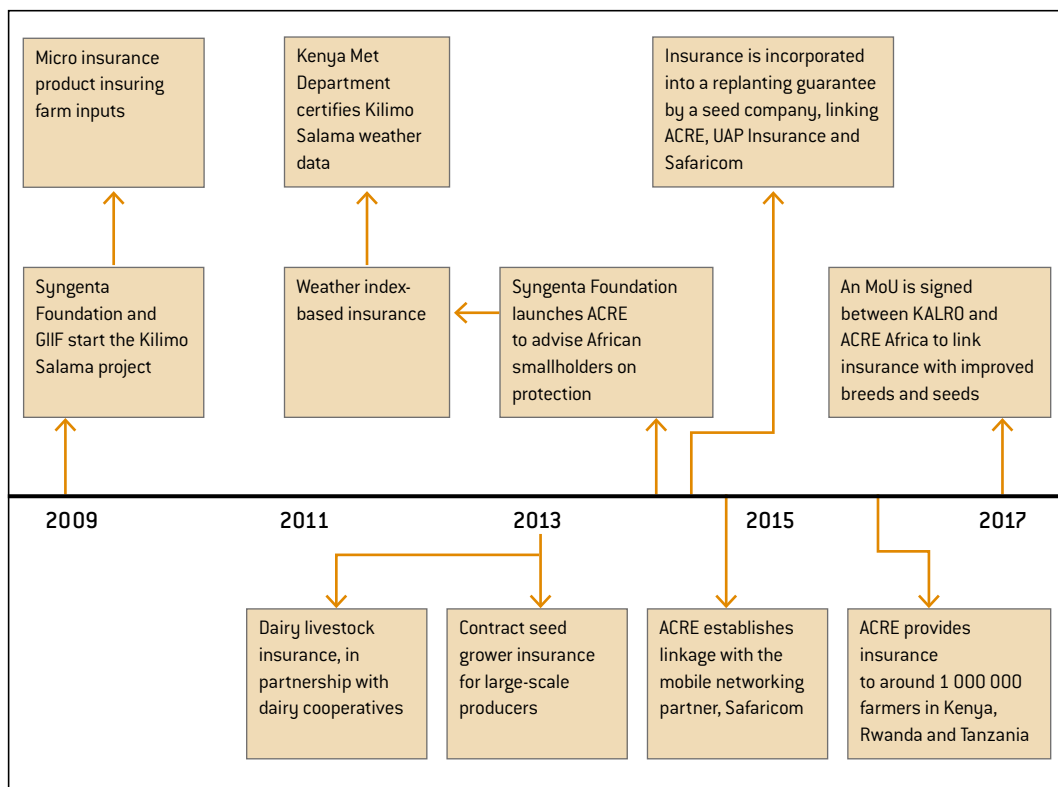 Micro insurance
product insuring
farm inputs
Kenya Met
Department
certifies Kilimo
Salama weather
data
Insurance is incorporated
into a replanting guarantee
by a seed company, linking
ACRE, UAP Insurance and
Safaricom
Syngenta
Foundation and
GIIF start the Kilimo
Salama project
Weather index-
based insurance
Syngenta Foundation
launches ACRE
to advise African
smallholders on
protection
An MoU is signed
between KALRO and
ACRE Africa to link
insurance with improved
breeds and seeds
2009
2011
2013
2015
2017
Dairy livestock
insurance, in
partnership with
dairy cooperatives
Contract seed
grower insurance
for large-scale
producers
ACRE establishes
linkage with the
mobile networking
partner, Safaricom
ACRE provides
insurance
to around 1 000 000
farmers in Kenya,
Rwanda and Tanzania